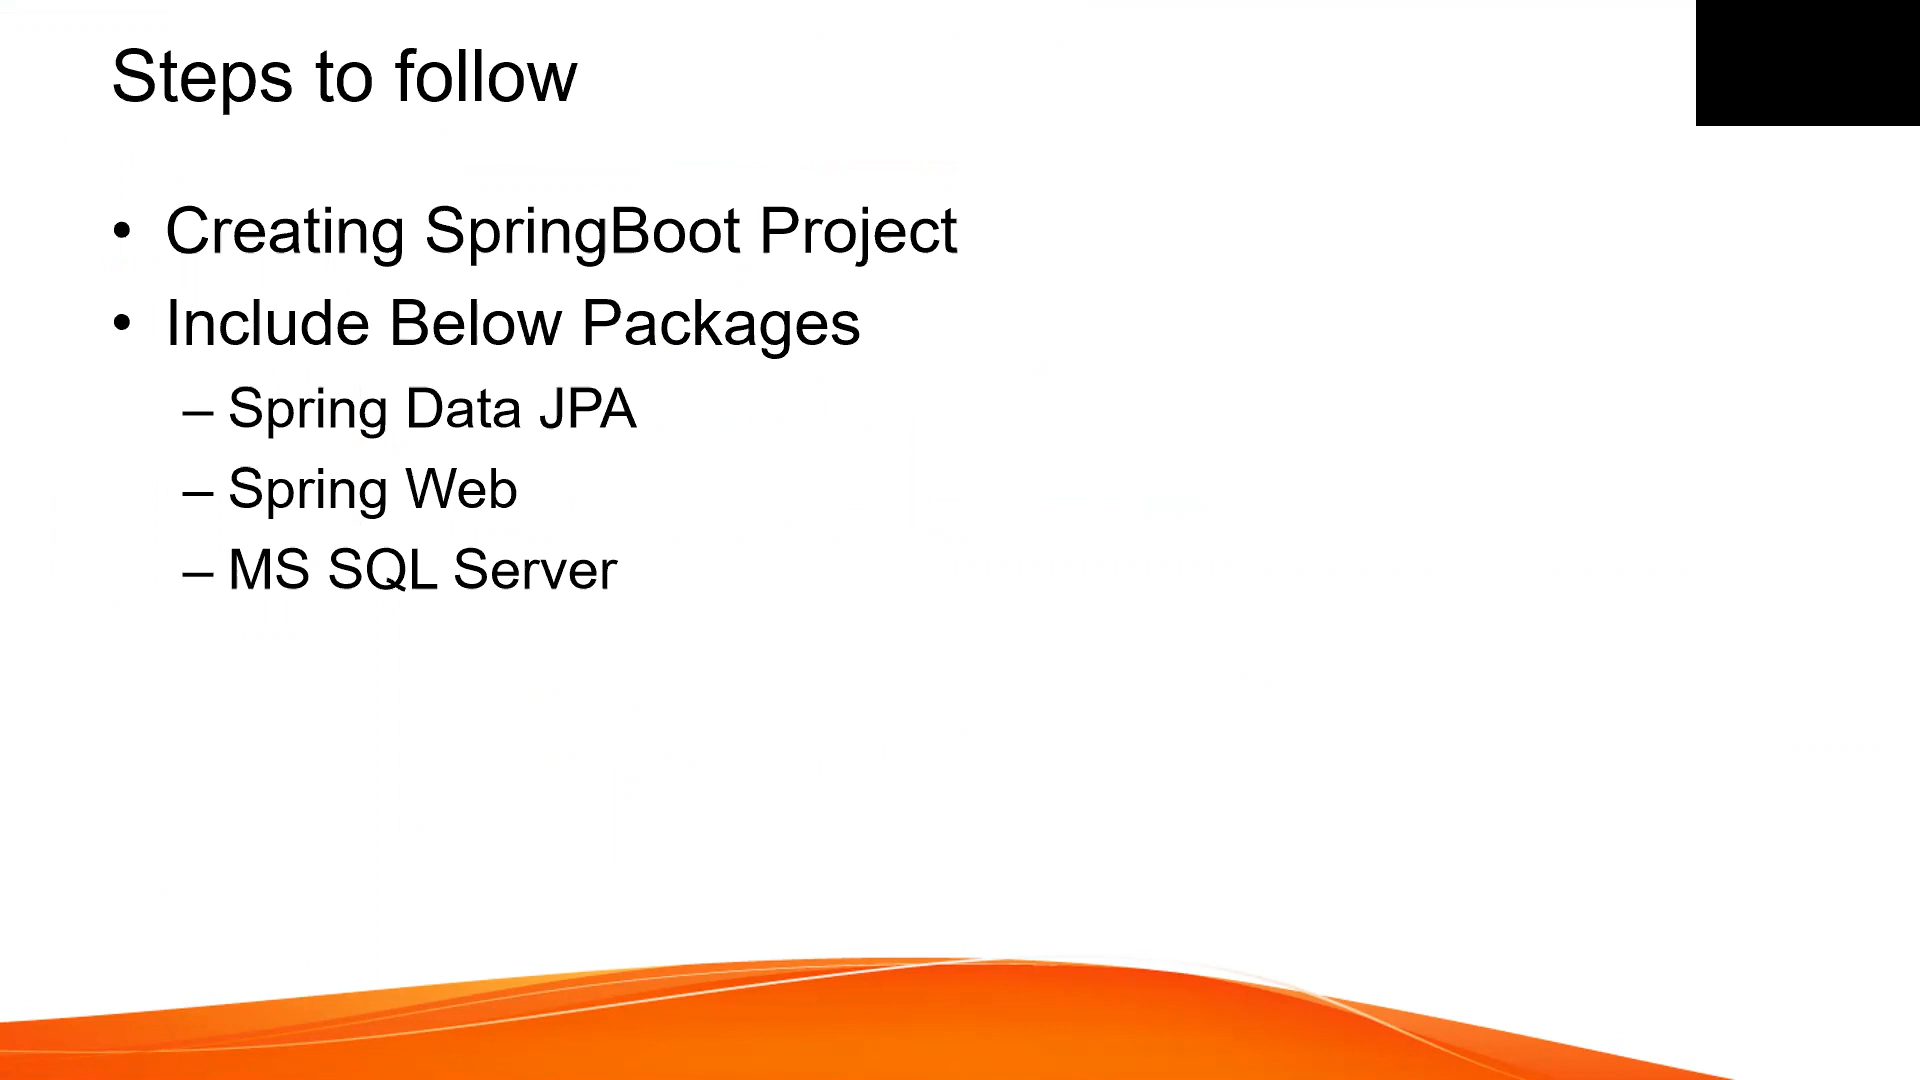 Steps to follow
• Creating SpringBoot Project
• Include Below Packages
– Spring Data JPA
– Spring Web
– MS SQL Server